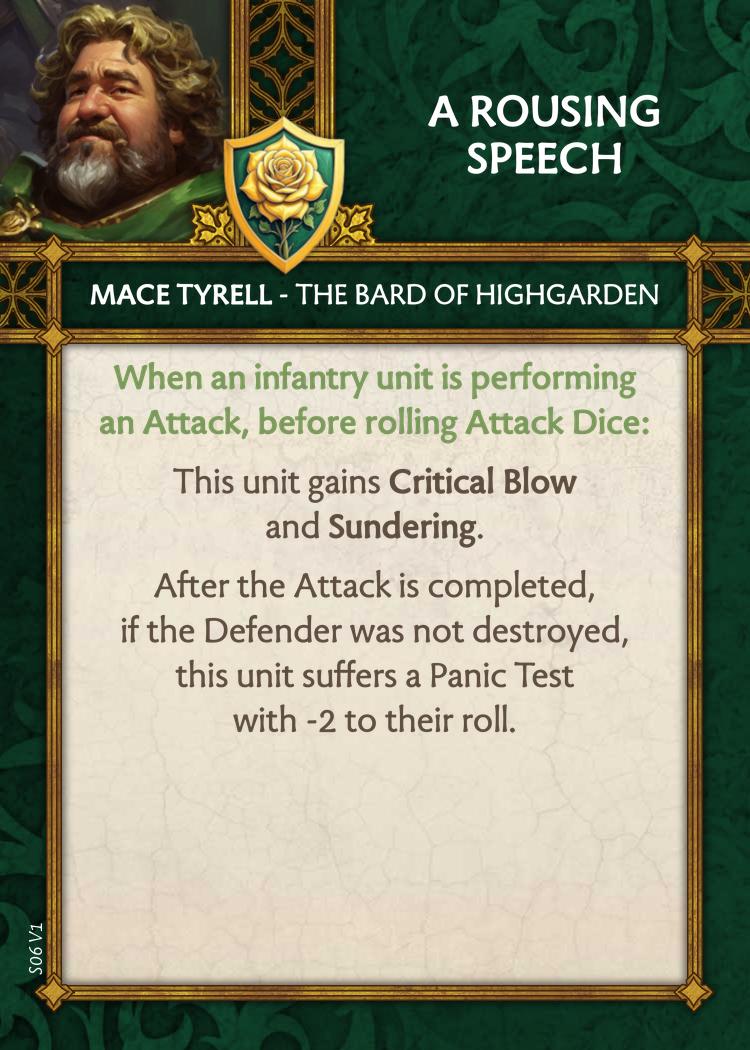 A ROUSING
SPEECH
MACE TYRELL - THE BARD OF HIGHGARDEN
When an infantry unit is performing
an Attack, before rolling Attack Dice:
This unit gains Critical Blow
and Sundering.
After the Attack is completed,
if the Defender was not destroyed,
this unit suffers a Panic Test
with -2 to their roll.
S06 V1